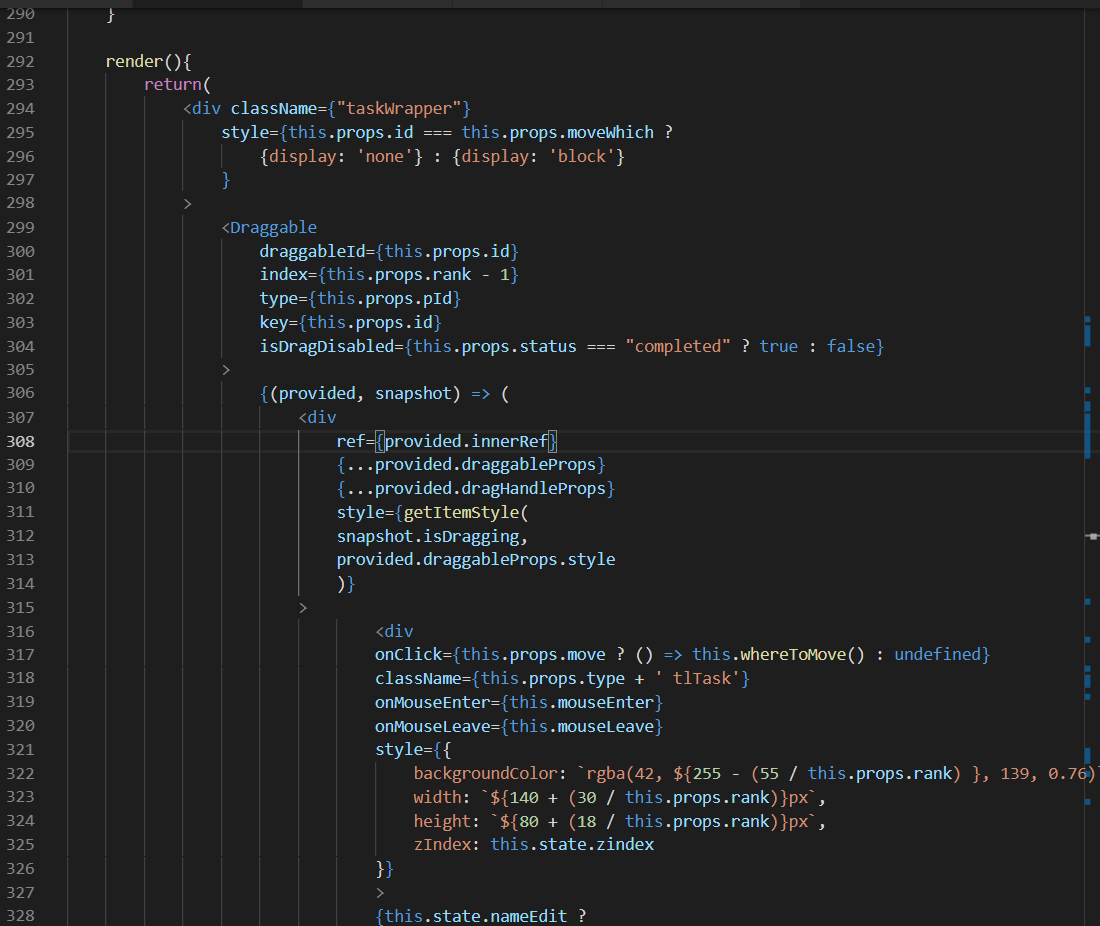 290 }
291
292 render(){
293 return(
294 <div className={"taskWrapper"}
295 style={this.props.id === this.props.moveWhich ?
296 {display: 'none'} : {display: 'block'}
297 }
298 >
299 <Draggable
300 draggableId={this.props.id}
301 index={this.props.rank - 1}
302 type={this.props.pId}
303 key={this.props.id}
304 isDragDisabled={this.props.status === "completed" ? true : false}
305 >
306 {(provided, snapshot) => (
307 <div
308 ref={provided.innerRef}
309 {...provided.draggableProps}
310 {...provided.dragHandleProps}
311 style={getItemStyle(
312 snapshot.isDragging,
313 provided.draggableProps.style
314 )}
315 >
316 <div
317 onClick={this.props.move ? () => this.whereToMove() : undefined}
318 className={this.props.type + ' tlTask'}
319 onMouseEnter={this.mouseEnter}
320 onMouseLeave={this.mouseLeave}
321 style={{
322 backgroundColor: `rgba(42, ${255 - (55 / this.props.rank) }, 139, 0.76)`
323 width: `${140 + (30 / this.props.rank)}px`,
324 height: `${80 + (18 / this.props.rank)}px`,
325 zIndex: this.state.zindex
326 }}
327 >
328 {this.state.nameEdit ?